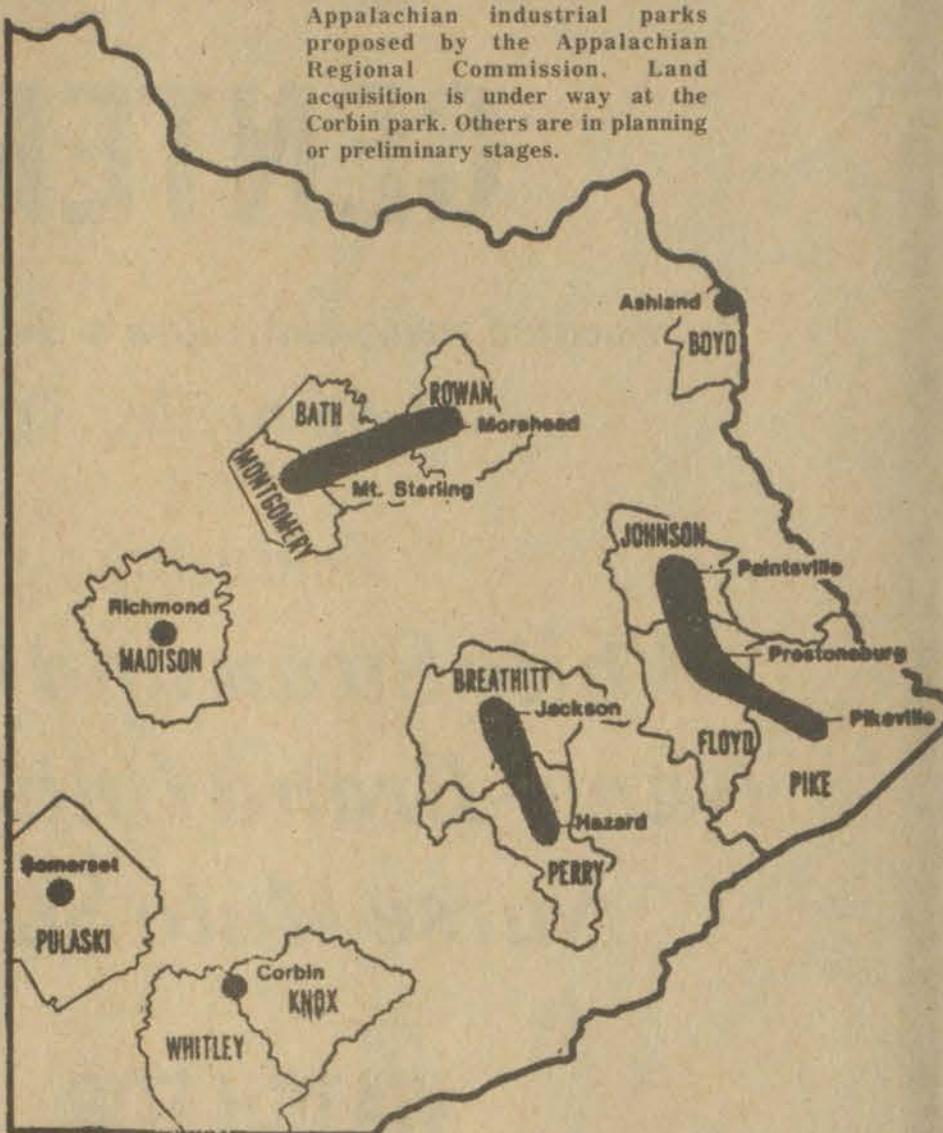 Appalachian industrial parks
proposed by the Appalachian
Regional Commission. Land
acquisition is under way at the
Corbin park. Others are in planning
or preliminary stages.
Ashland
BOYD
ROWAN
BATH
Morehead
MONTGOMERY
Mt. Sterling
JOHNSON
Paintsville
Richmond
MADISON
Prestonsburg
BREATHITT
Jackson
Pikeville
FLOYD
PIKE
Hazard
PERRY
Somerset
PULASKI
Corbin
KNOX
WHITLEY